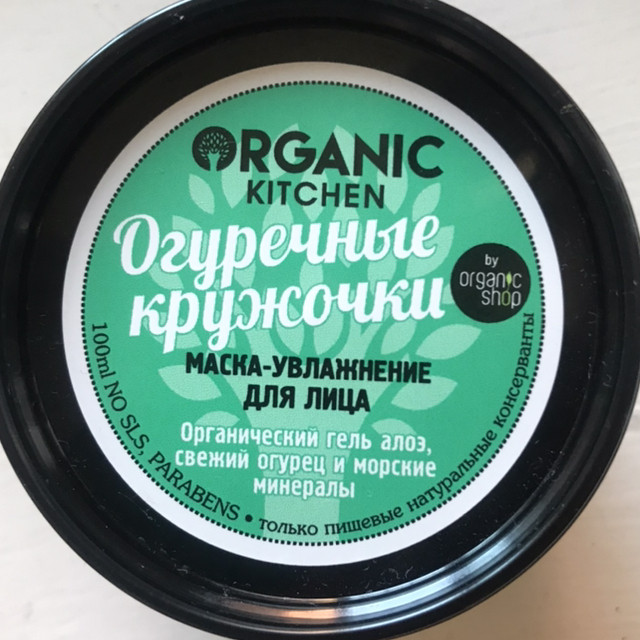 ORGANIC
KITCHEN
Огуречные
кружочки
by
organic
shop
МАСКА-УВЛАЖНЕНИЕ
ДЛЯ ЛИЦА
Органический гель алоэ,
свежий огурец и морские
минералы
100ml NO SLS, PARABENS • только пищевые натуральные консерванты